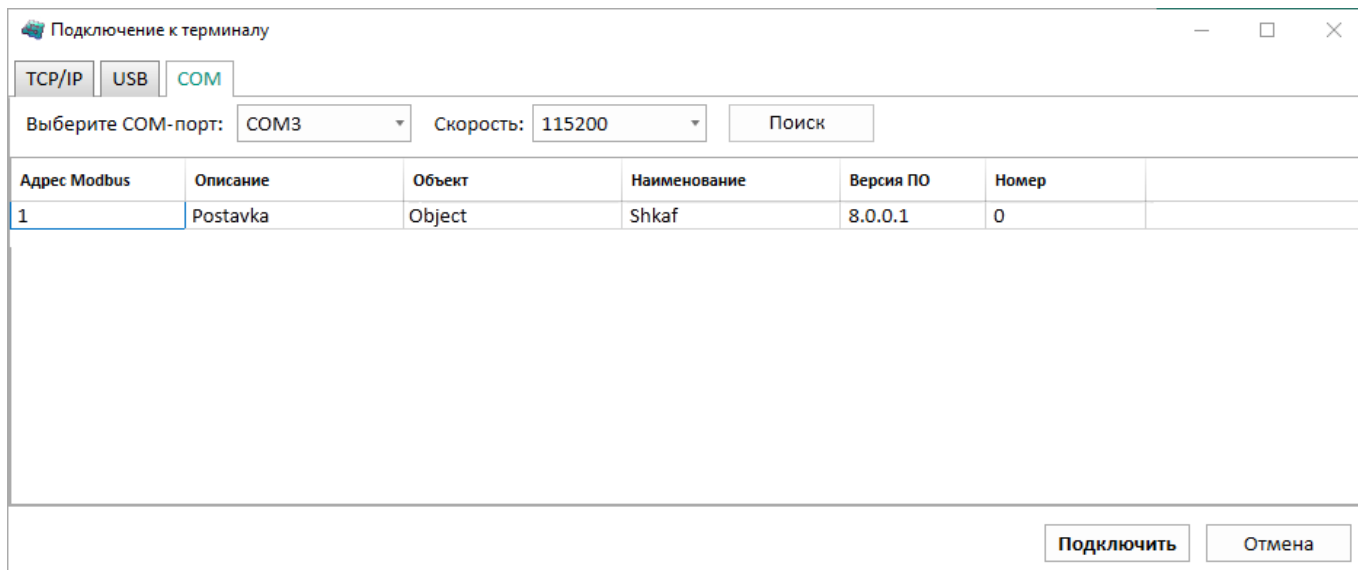 Подключение к терминалу
TCP/IP USB COM
Выберите COM-порт: COM3 Скорость: 115200 Поиск
Адрес Modbus Описание Объект Наименование Версия ПО Номер
1 Postavka Object Shkaf 8.0.0.1 0
Подключить Отмена